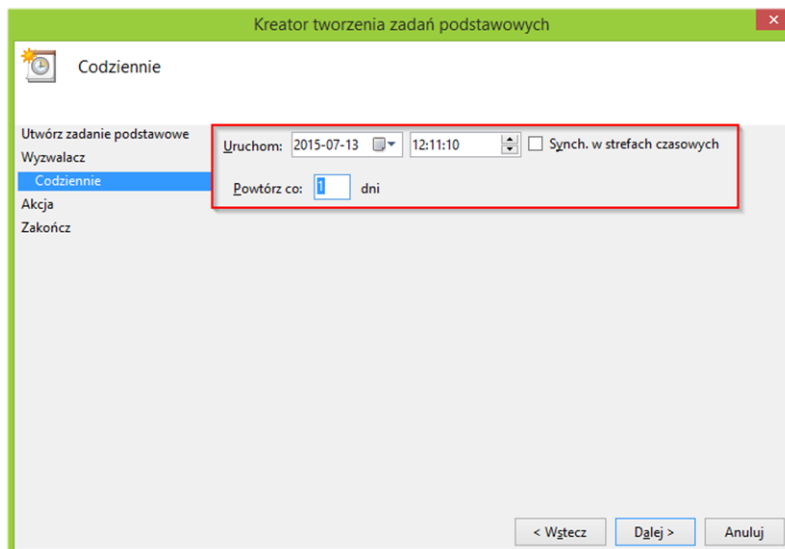 Kreator tworzenia zadań podstawowych
Codziennie
Utwórz zadanie podstawowe
Wyzwalacz
Codziennie
Akcja
Zakończ
Uruchom: 2015-07-13 12:11:10 Synch. w strefach czasowych
Powtórz co: 1 dni
< Wstecz Dalej > Anuluj